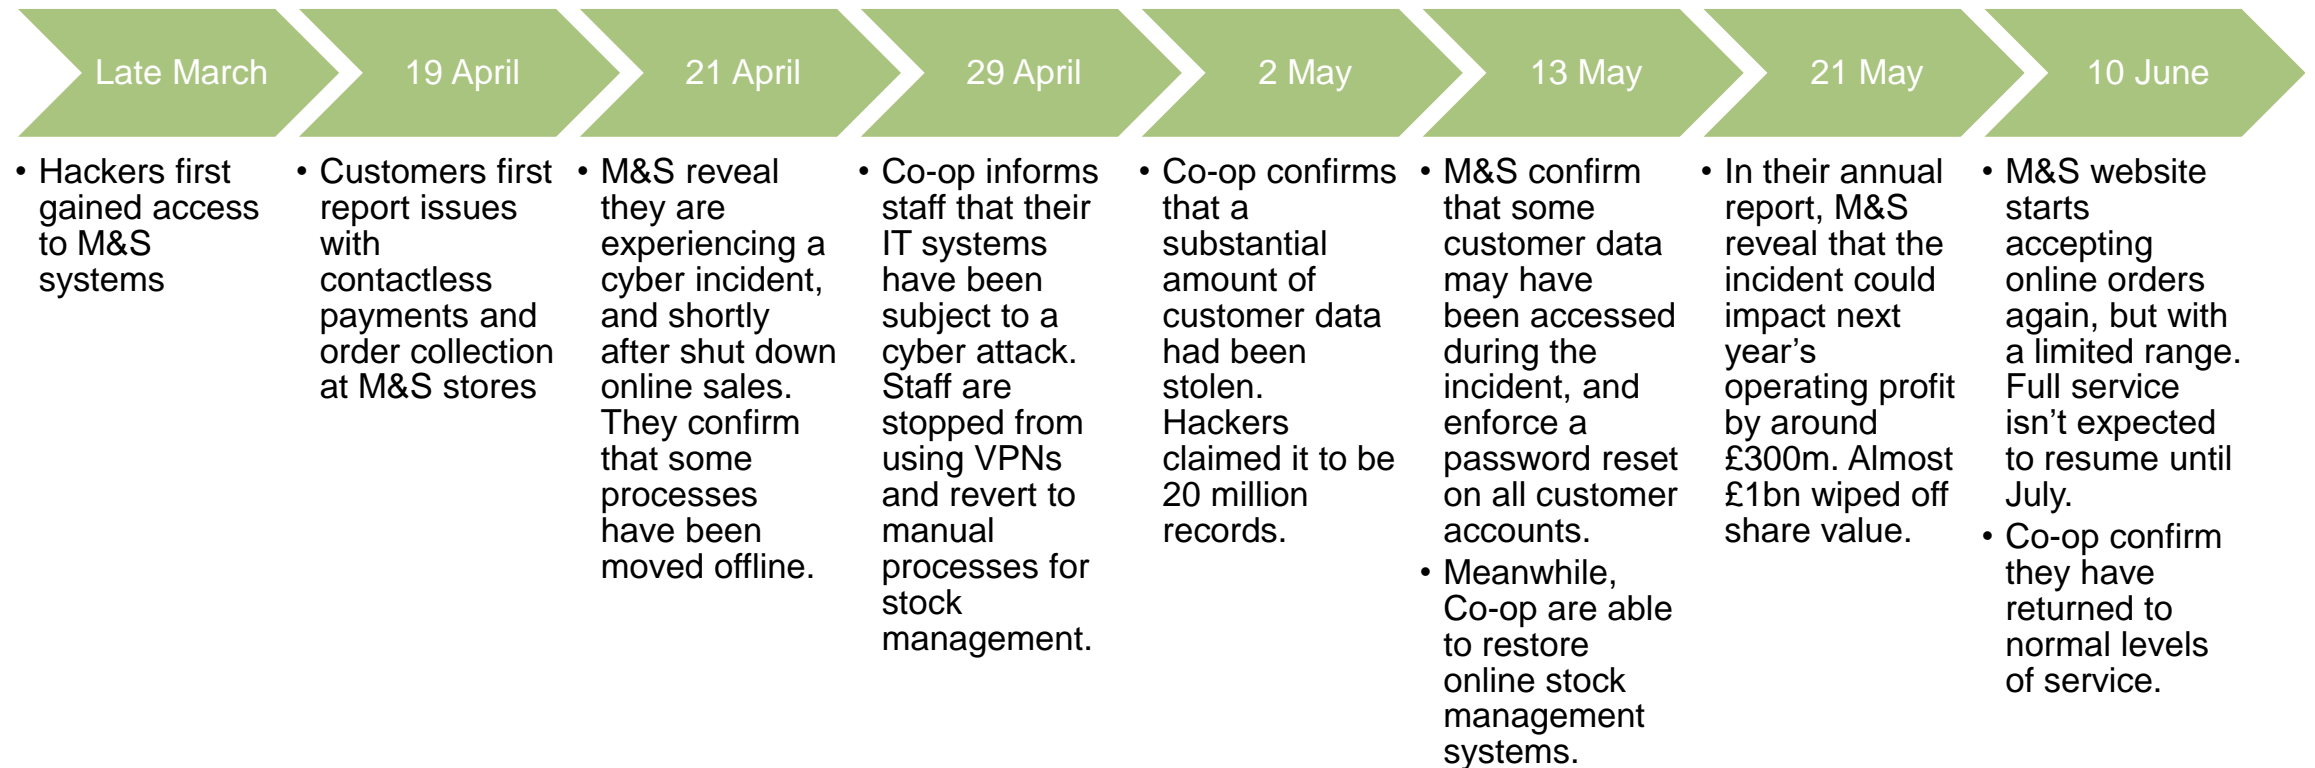 Late March
19 April
21 April
29 April
2 May
13 May
21 May
10 June
• Hackers first
gained access
to M&S
systems
• Customers first
report issues
with
contactless
payments and
order collection
at M&S stores
• M&S reveal
they are
experiencing a
cyber incident,
and shortly
after shut down
online sales.
They confirm
that some
processes
have been
moved offline.
• Co-op informs
staff that their
IT systems
have been
subject to a
cyber attack.
Staff are
stopped from
using VPNs
and revert to
manual
processes for
stock
management.
• Co-op confirms
that a
substantial
amount of
customer data
had been
stolen.
Hackers
claimed it to be
20 million
records.
• M&S confirm
that some
customer data
may have
been accessed
during the
incident, and
enforce a
password reset
on all customer
accounts.
• Meanwhile,
Co-op are able
to restore
online stock
management
systems.
• In their annual
report, M&S
reveal that the
incident could
impact next
year’s
operating profit
by around
£300m. Almost
£1bn wiped off
share value.
• M&S website
starts
accepting
online orders
again, but with
a limited range.
Full service
isn’t expected
to resume until
July.
• Co-op confirm
they have
returned to
normal levels
of service.